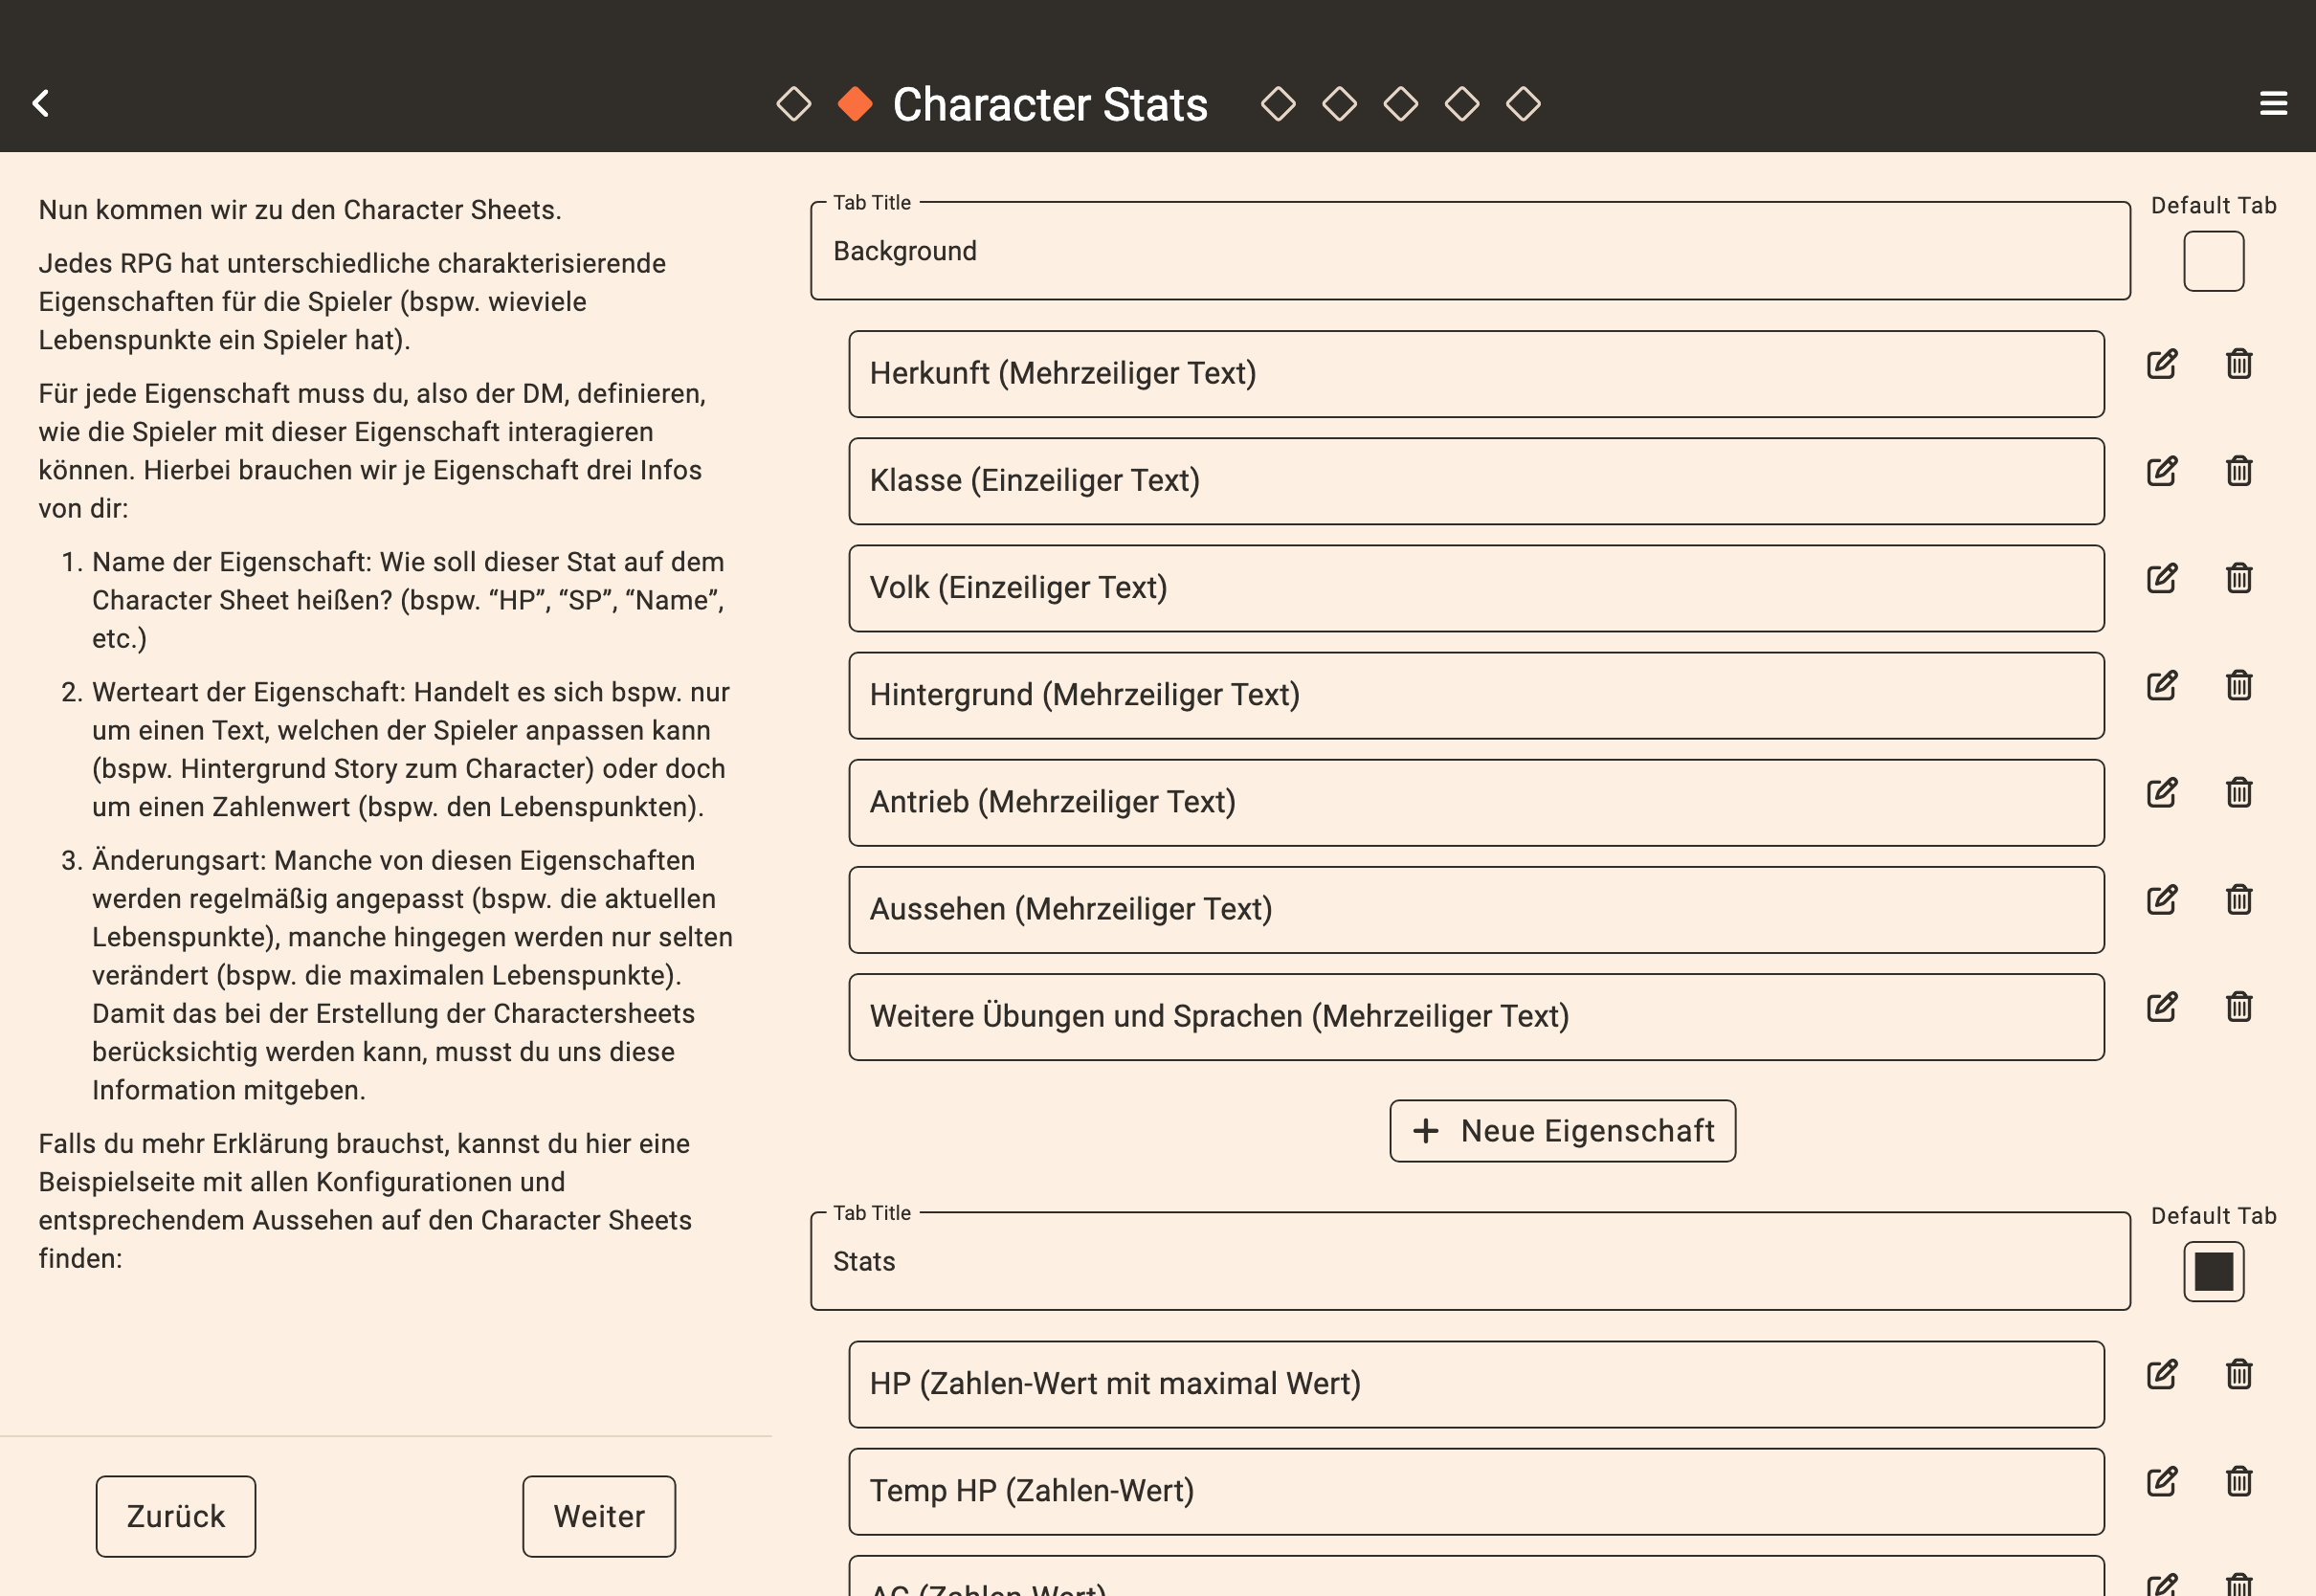 Character Stats
Nun kommen wir zu den Character Sheets.
Jedes RPG hat unterschiedliche charakterisierende
Eigenschaften für die Spieler (bspw. wieviele
Lebenspunkte ein Spieler hat).
Für jede Eigenschaft muss du, also der DM, definieren,
wie die Spieler mit dieser Eigenschaft interagieren
können. Hierbei brauchen wir je Eigenschaft drei Infos
von dir:
1. Name der Eigenschaft: Wie soll dieser Stat auf dem
Character Sheet heißen? (bspw. “HP”, “SP”, “Name”,
etc.)
2. Werteart der Eigenschaft: Handelt es sich bspw. nur
um einen Text, welchen der Spieler anpassen kann
(bspw. Hintergrund Story zum Character) oder doch
um einen Zahlenwert (bspw. den Lebenspunkten).
3. Änderungsart: Manche von diesen Eigenschaften
werden regelmäßig angepasst (bspw. die aktuellen
Lebenspunkte), manche hingegen werden nur selten
verändert (bspw. die maximalen Lebenspunkte).
Damit das bei der Erstellung der Charactersheets
berücksichtig werden kann, musst du uns diese
Information mitgeben.
Falls du mehr Erklärung brauchst, kannst du hier eine
Beispielseite mit allen Konfigurationen und
entsprechendem Aussehen auf den Character Sheets
finden:
Zurück
Weiter
Tab Title
Default Tab
Background
Herkunft (Mehrzeiliger Text)
Klasse (Einzeiliger Text)
Volk (Einzeiliger Text)
Hintergrund (Mehrzeiliger Text)
Antrieb (Mehrzeiliger Text)
Aussehen (Mehrzeiliger Text)
Weitere Übungen und Sprachen (Mehrzeiliger Text)
+ Neue Eigenschaft
Tab Title
Default Tab
Stats
HP (Zahlen-Wert mit maximal Wert)
Temp HP (Zahlen-Wert)
AC (Zahlen-Wert)